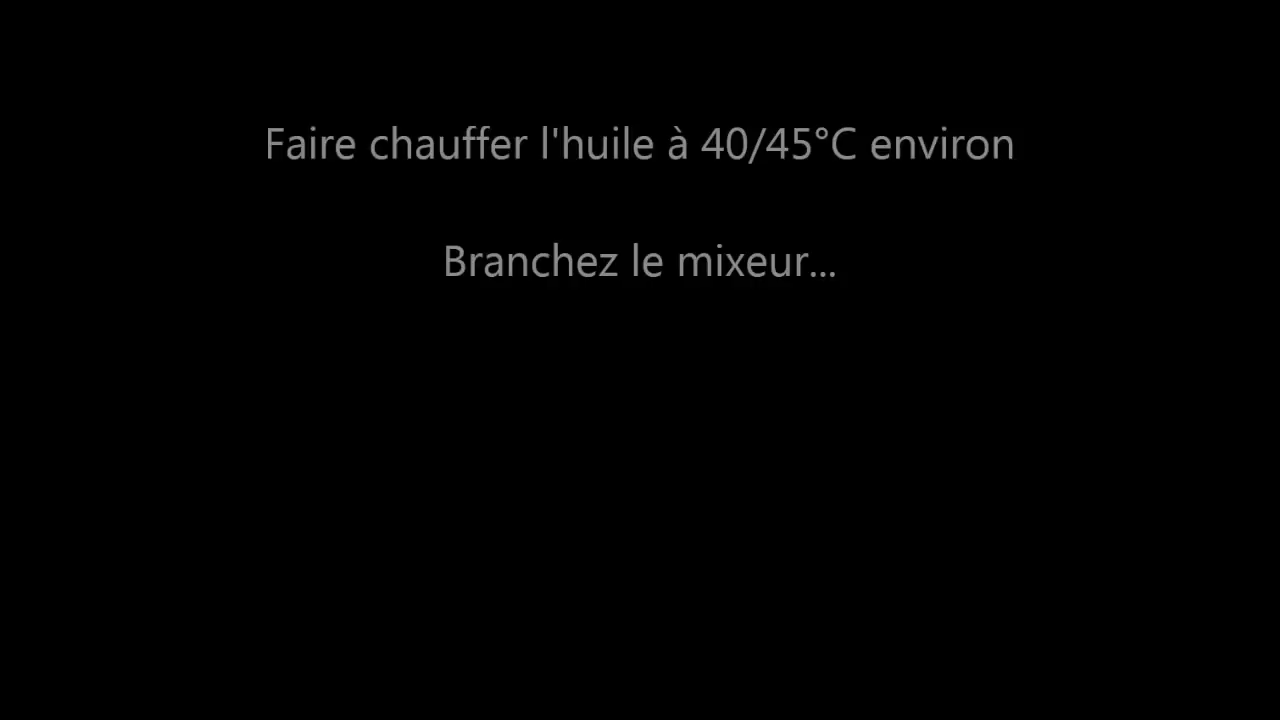 Faire chauffer l'huile à 40/45°C environ
Branchez le mixeur...